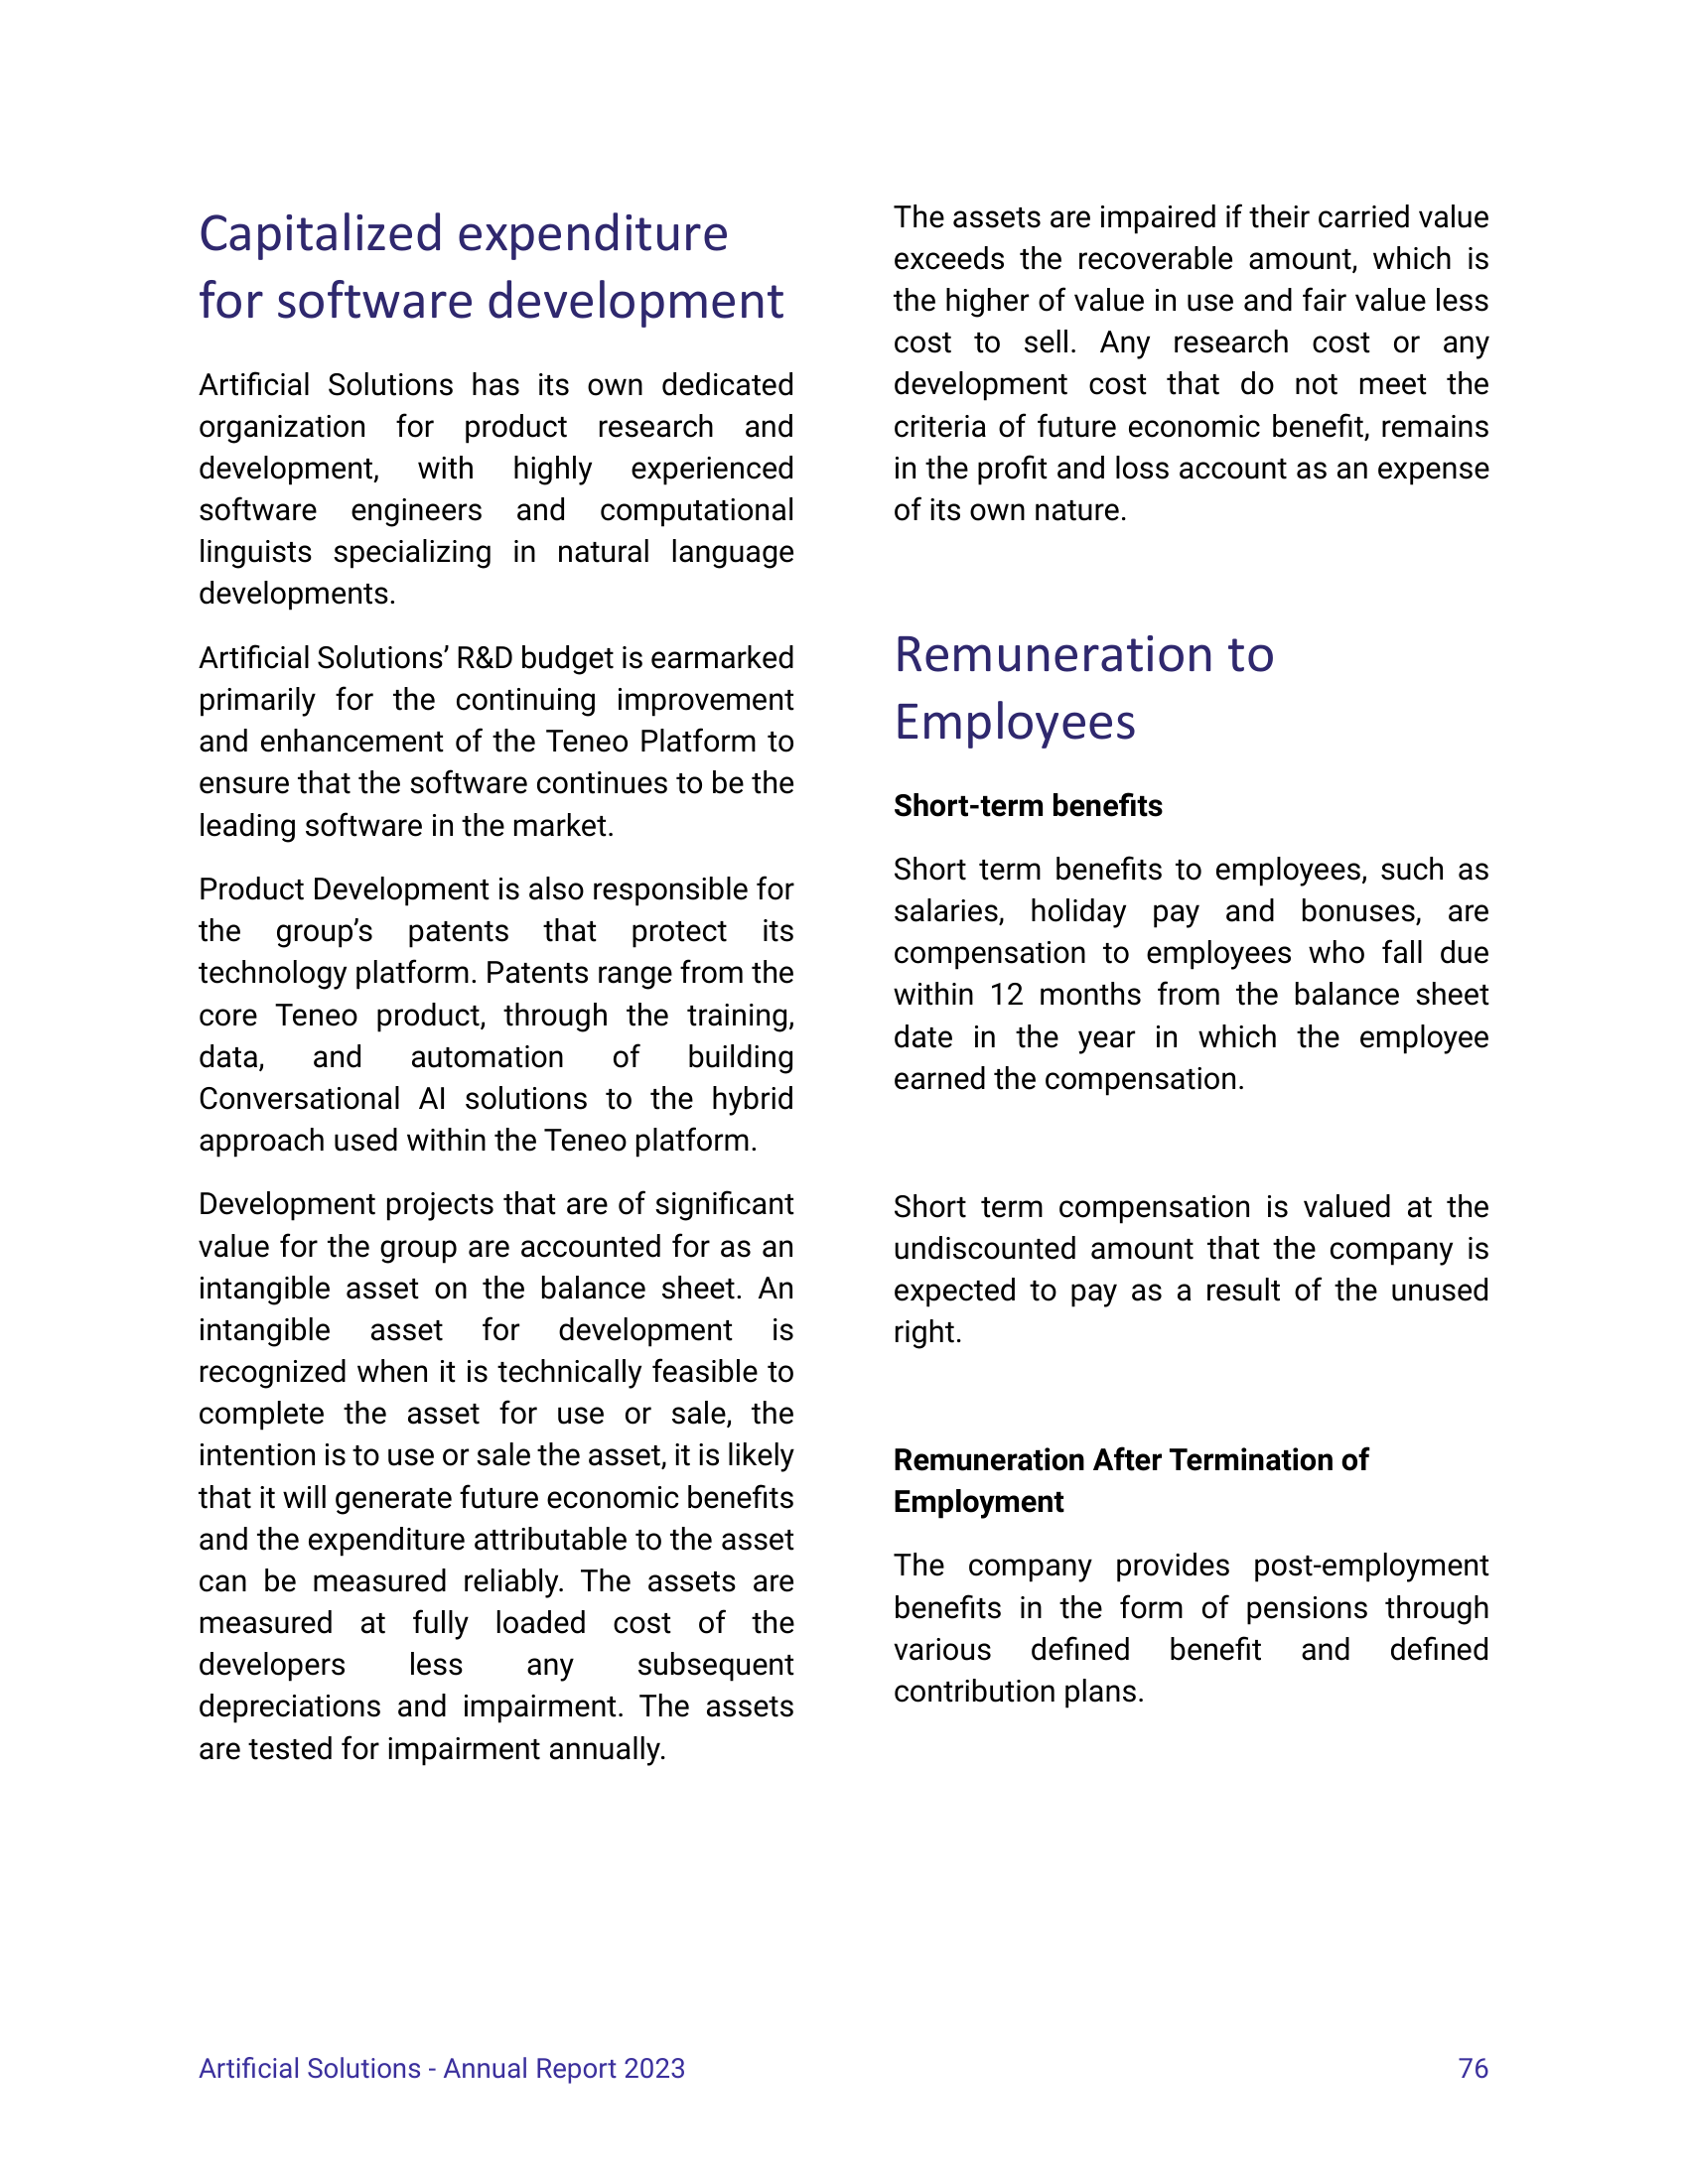 Capitalized expenditure
for software development
Artificial Solutions has its own dedicated
organization for product research and
development, with highly experienced
software engineers and computational
linguists specializing in natural language
developments.
Artificial Solutions’ R&D budget is earmarked
primarily for the continuing improvement
and enhancement of the Teneo Platform to
ensure that the software continues to be the
leading software in the market.
Product Development is also responsible for
the group’s patents that protect its
technology platform. Patents range from the
core Teneo product, through the training,
data, and automation of building
Conversational AI solutions to the hybrid
approach used within the Teneo platform.
Development projects that are of significant
value for the group are accounted for as an
intangible asset on the balance sheet. An
intangible asset for development is
recognized when it is technically feasible to
complete the asset for use or sale, the
intention is to use or sale the asset, it is likely
that it will generate future economic benefits
and the expenditure attributable to the asset
can be measured reliably. The assets are
measured at fully loaded cost of the
developers less any subsequent
depreciations and impairment. The assets
are tested for impairment annually.
The assets are impaired if their carried value
exceeds the recoverable amount, which is
the higher of value in use and fair value less
cost to sell. Any research cost or any
development cost that do not meet the
criteria of future economic benefit, remains
in the profit and loss account as an expense
of its own nature.
Remuneration to
Employees
Short-term benefits
Short term benefits to employees, such as
salaries, holiday pay and bonuses, are
compensation to employees who fall due
within 12 months from the balance sheet
date in the year in which the employee
earned the compensation.
Short term compensation is valued at the
undiscounted amount that the company is
expected to pay as a result of the unused
right.
Remuneration After Termination of
Employment
The company provides post-employment
benefits in the form of pensions through
various defined benefit and defined
contribution plans.
Artificial Solutions - Annual Report 2023
76